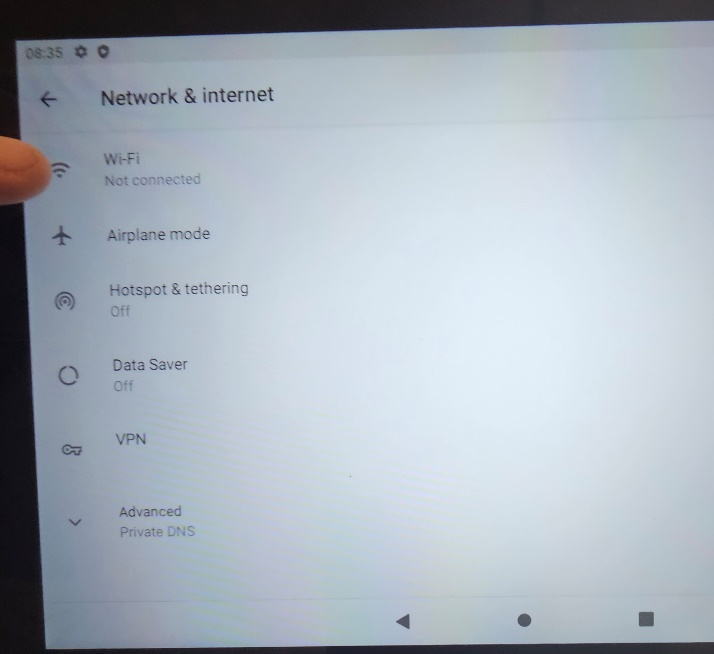 08:35
Network & internet
Wi-Fi
Not connected
Airplane mode
Hotspot & tethering
Off
Data Saver
Off
VPN
Advanced
Private DNS